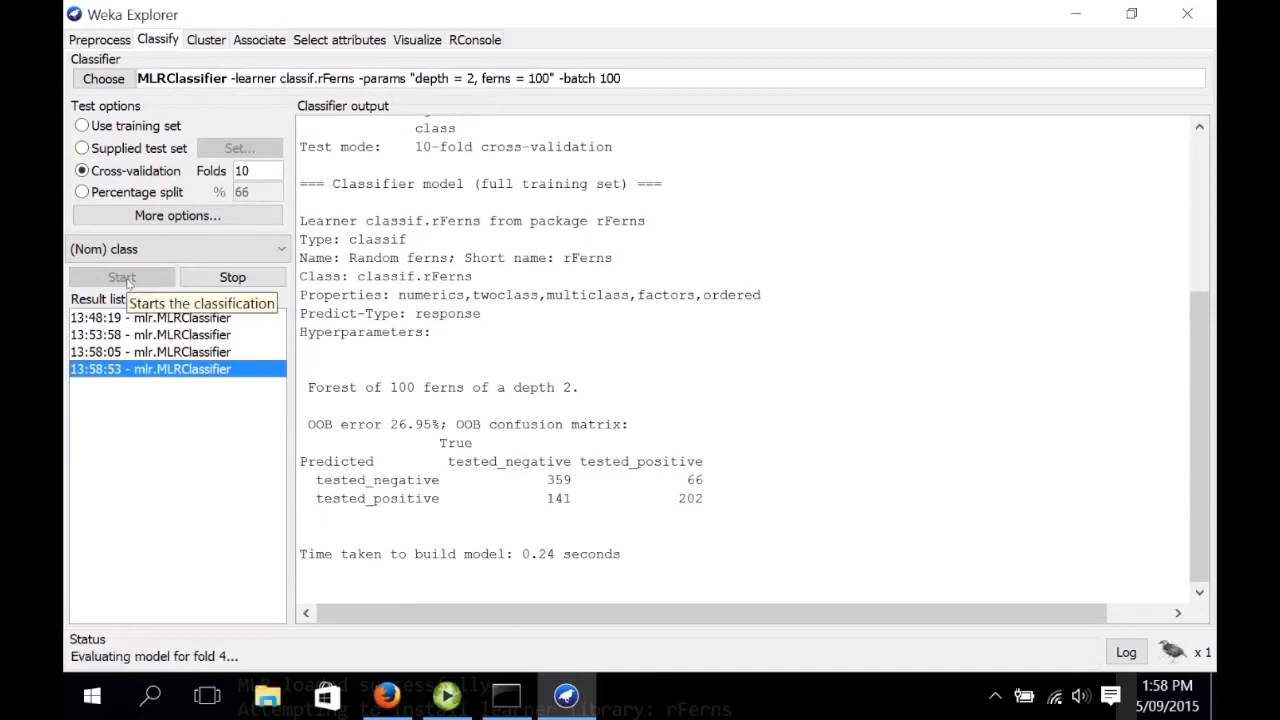 Weka Explorer
Preprocess Classify Cluster Associate Select attributes Visualize RConsole
Classifier
Choose MLRClassifier -learner classif.rFerns -params "depth = 2, ferns = 100" -batch 100
Test options
Use training set
Supplied test set Set...
Cross-validation Folds 10
Percentage split % 66
More options...
(Nom) class
Start Stop
Result list
Starts the classification
13:48:19 - mlr.MLRClassifier
13:53:58 - mlr.MLRClassifier
13:58:05 - mlr.MLRClassifier
13:58:53 - mlr.MLRClassifier
Classifier output
class
Test mode: 10-fold cross-validation
=== Classifier model (full training set) ===
Learner classif.rFerns from package rFerns
Type: classif
Name: Random ferns; Short name: rFerns
Class: classif.rFerns
Properties: numerics,twoclass,multiclass,factors,ordered
Predict-Type: response
Hyperparameters:
Forest of 100 ferns of a depth 2.
OOB error 26.95%; OOB confusion matrix:
True
Predicted tested_negative tested_positive
tested_negative 359 66
tested_positive 141 202
Time taken to build model: 0.24 seconds
Status
Evaluating model for fold 4...
Log x 1
MLR loaded successfully
Attempting to install learner library: rFerns
1:58 PM
5/09/2015